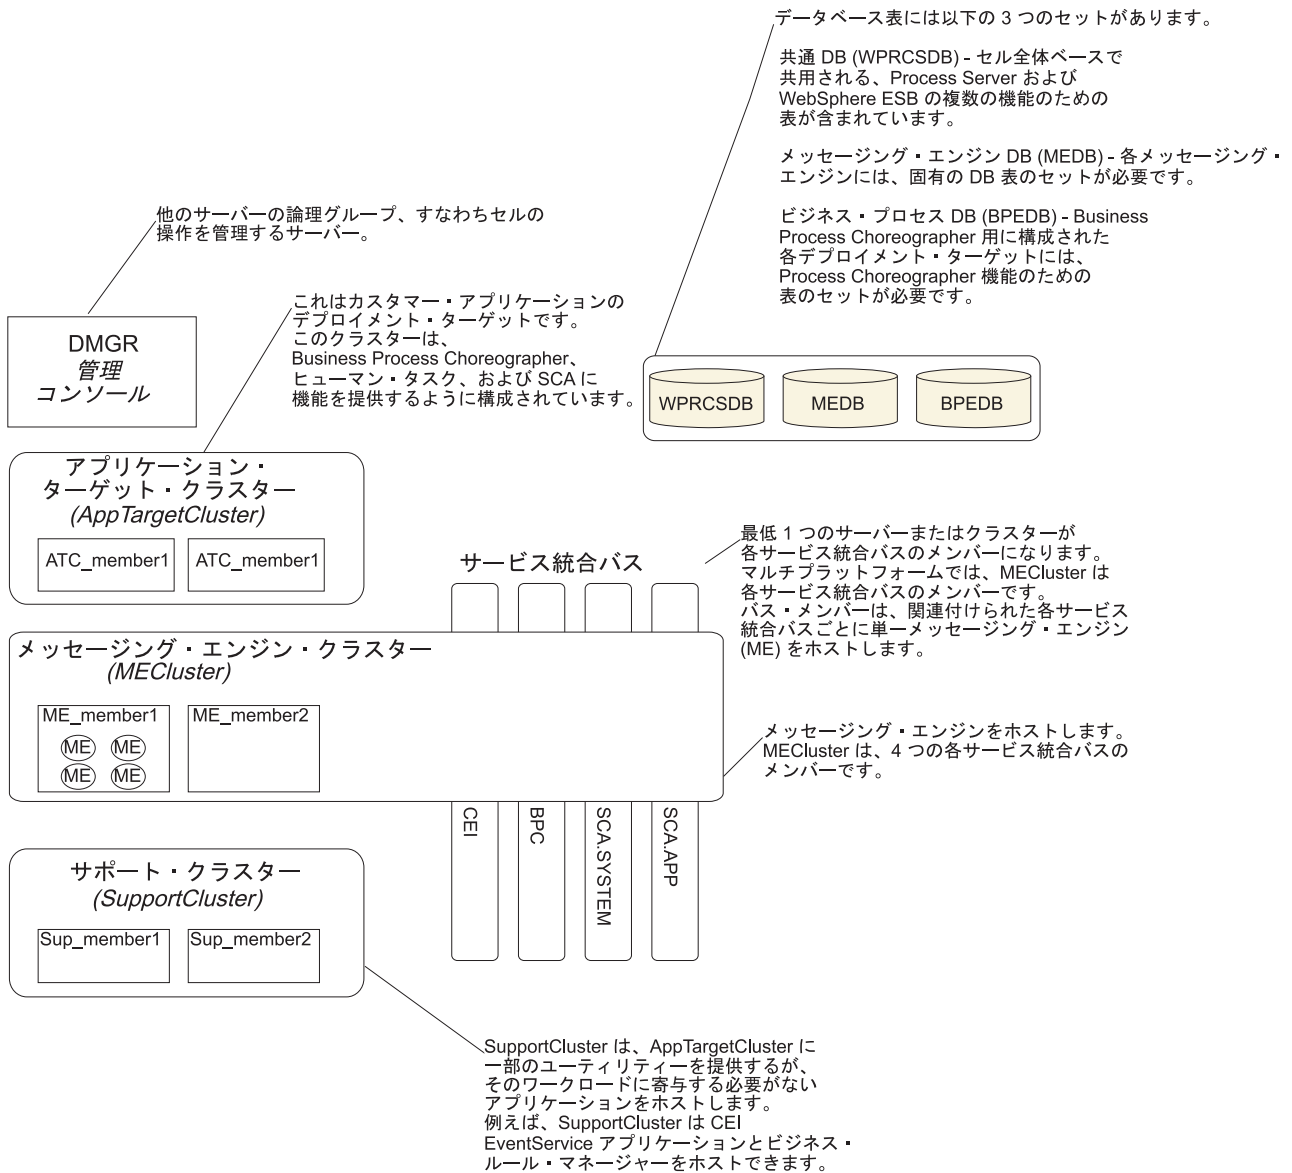 データベース表には以下の 3 つのセットがあります。
共通 DB (WPRCSDB) - セル全体ベースで
共用される、Process Server および
WebSphere ESB の複数の機能のための
表が含まれています。
メッセージング・エンジン DB (MEDB) - 各メッセージング・
エンジンには、固有の DB 表のセットが必要です。
ビジネス・プロセス DB (BPEDB) - Business
Process Choreographer 用に構成された
各デプロイメント・ターゲットには、
Process Choreographer 機能のための
表のセットが必要です。
他のサーバーの論理グループ、すなわちセルの
操作を管理するサーバー。
これはカスタマー・アプリケーションの
デプロイメント・ターゲットです。
このクラスターは、
Business Process Choreographer、
ヒューマン・タスク、および SCA に
機能を提供するように構成されています。
DMGR
管理
コンソール
WPRCSDB
MEDB
BPEDB
アプリケーション・
ターゲット・クラスター
(AppTargetCluster)
ATC_member1
ATC_member1
サービス統合バス
最低 1 つのサーバーまたはクラスターが
各サービス統合バスのメンバーになります。
マルチプラットフォームでは、MECluster は
各サービス統合バスのメンバーです。
バス・メンバーは、関連付けられた各サービス
統合バスごとに単一メッセージング・エンジン
(ME) をホストします。
メッセージング・エンジン・クラスター
(MECluster)
ME_member1
ME_member2
ME
ME
ME
ME
メッセージング・エンジンをホストします。
MECluster は、4 つの各サービス統合バスの
メンバーです。
CEI
BPC
SCA.SYSTEM
SCA.APP
サポート・クラスター
(SupportCluster)
Sup_member1
Sup_member2
SupportCluster は、AppTargetCluster に
一部のユーティリティーを提供するが、
そのワークロードに寄与する必要がない
アプリケーションをホストします。
例えば、SupportCluster は CEI
EventService アプリケーションとビジネス・
ルール・マネージャーをホストできます。